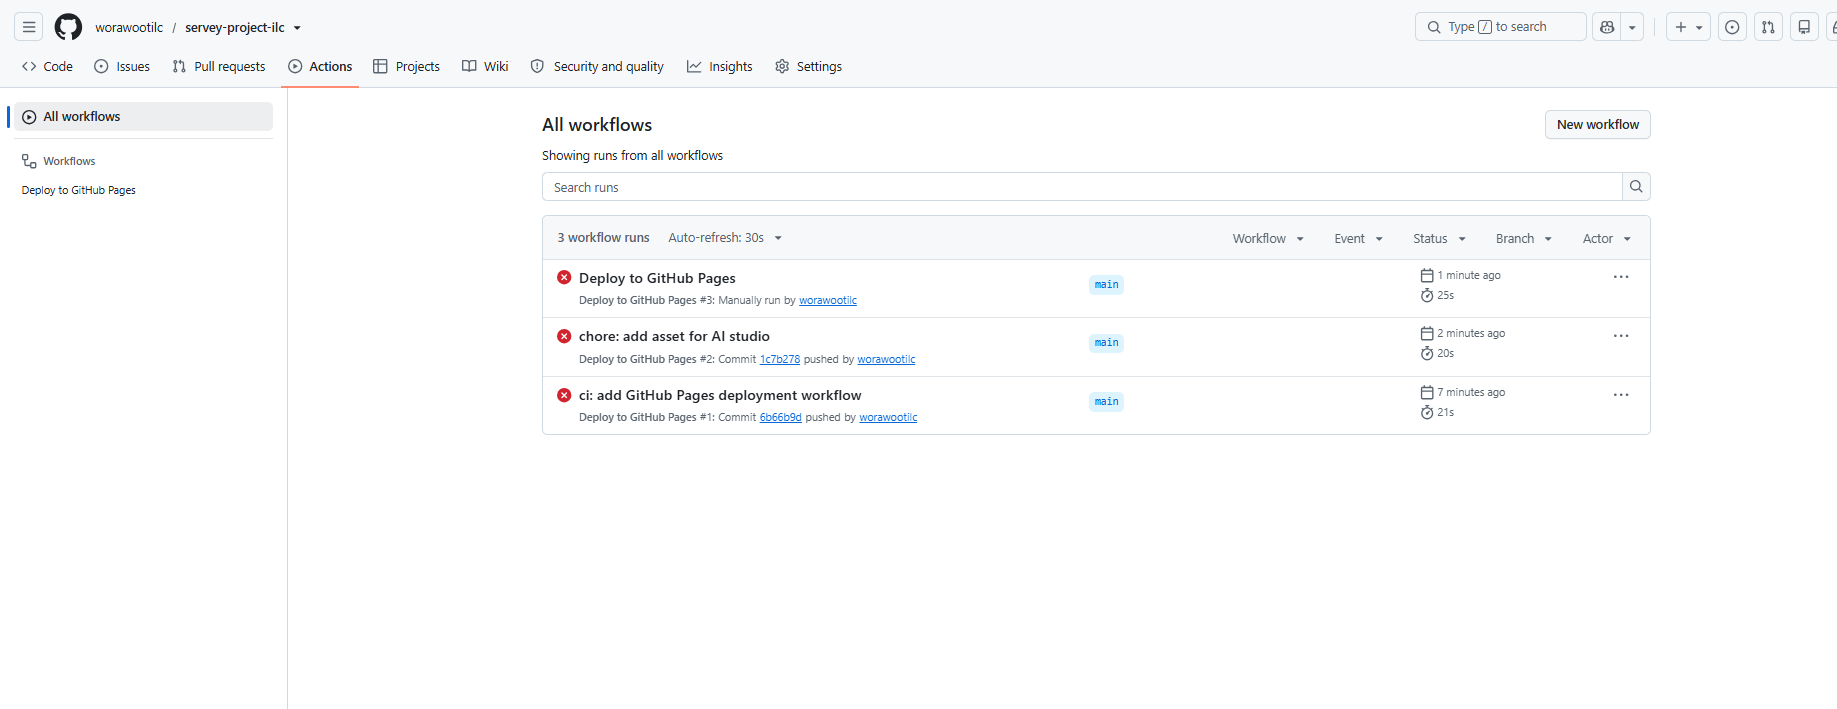 worawootilc / servey-project-ilc
Type / to search
Code
Issues
Pull requests
Actions
Projects
Wiki
Security and quality
Insights
Settings
All workflows
Workflows
Deploy to GitHub Pages
All workflows
New workflow
Showing runs from all workflows
Search runs
3 workflow runs
Auto-refresh: 30s
Workflow
Event
Status
Branch
Actor
Deploy to GitHub Pages
main
1 minute ago
Deploy to GitHub Pages #3: Manually run by worawootilc
25s
chore: add asset for AI studio
main
2 minutes ago
Deploy to GitHub Pages #2: Commit 1c7b278 pushed by worawootilc
20s
ci: add GitHub Pages deployment workflow
main
7 minutes ago
Deploy to GitHub Pages #1: Commit 6b66b9d pushed by worawootilc
21s